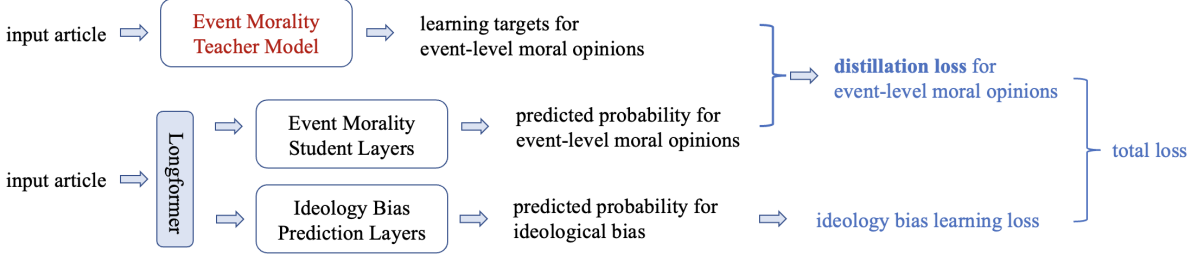 input article
Event Morality
Teacher Model
learning targets for
event-level moral opinions
distillation loss for
event-level moral opinions
input article
Longformer
Event Morality
Student Layers
predicted probability for
event-level moral opinions
total loss
Ideology Bias
Prediction Layers
predicted probability for
ideological bias
ideology bias learning loss